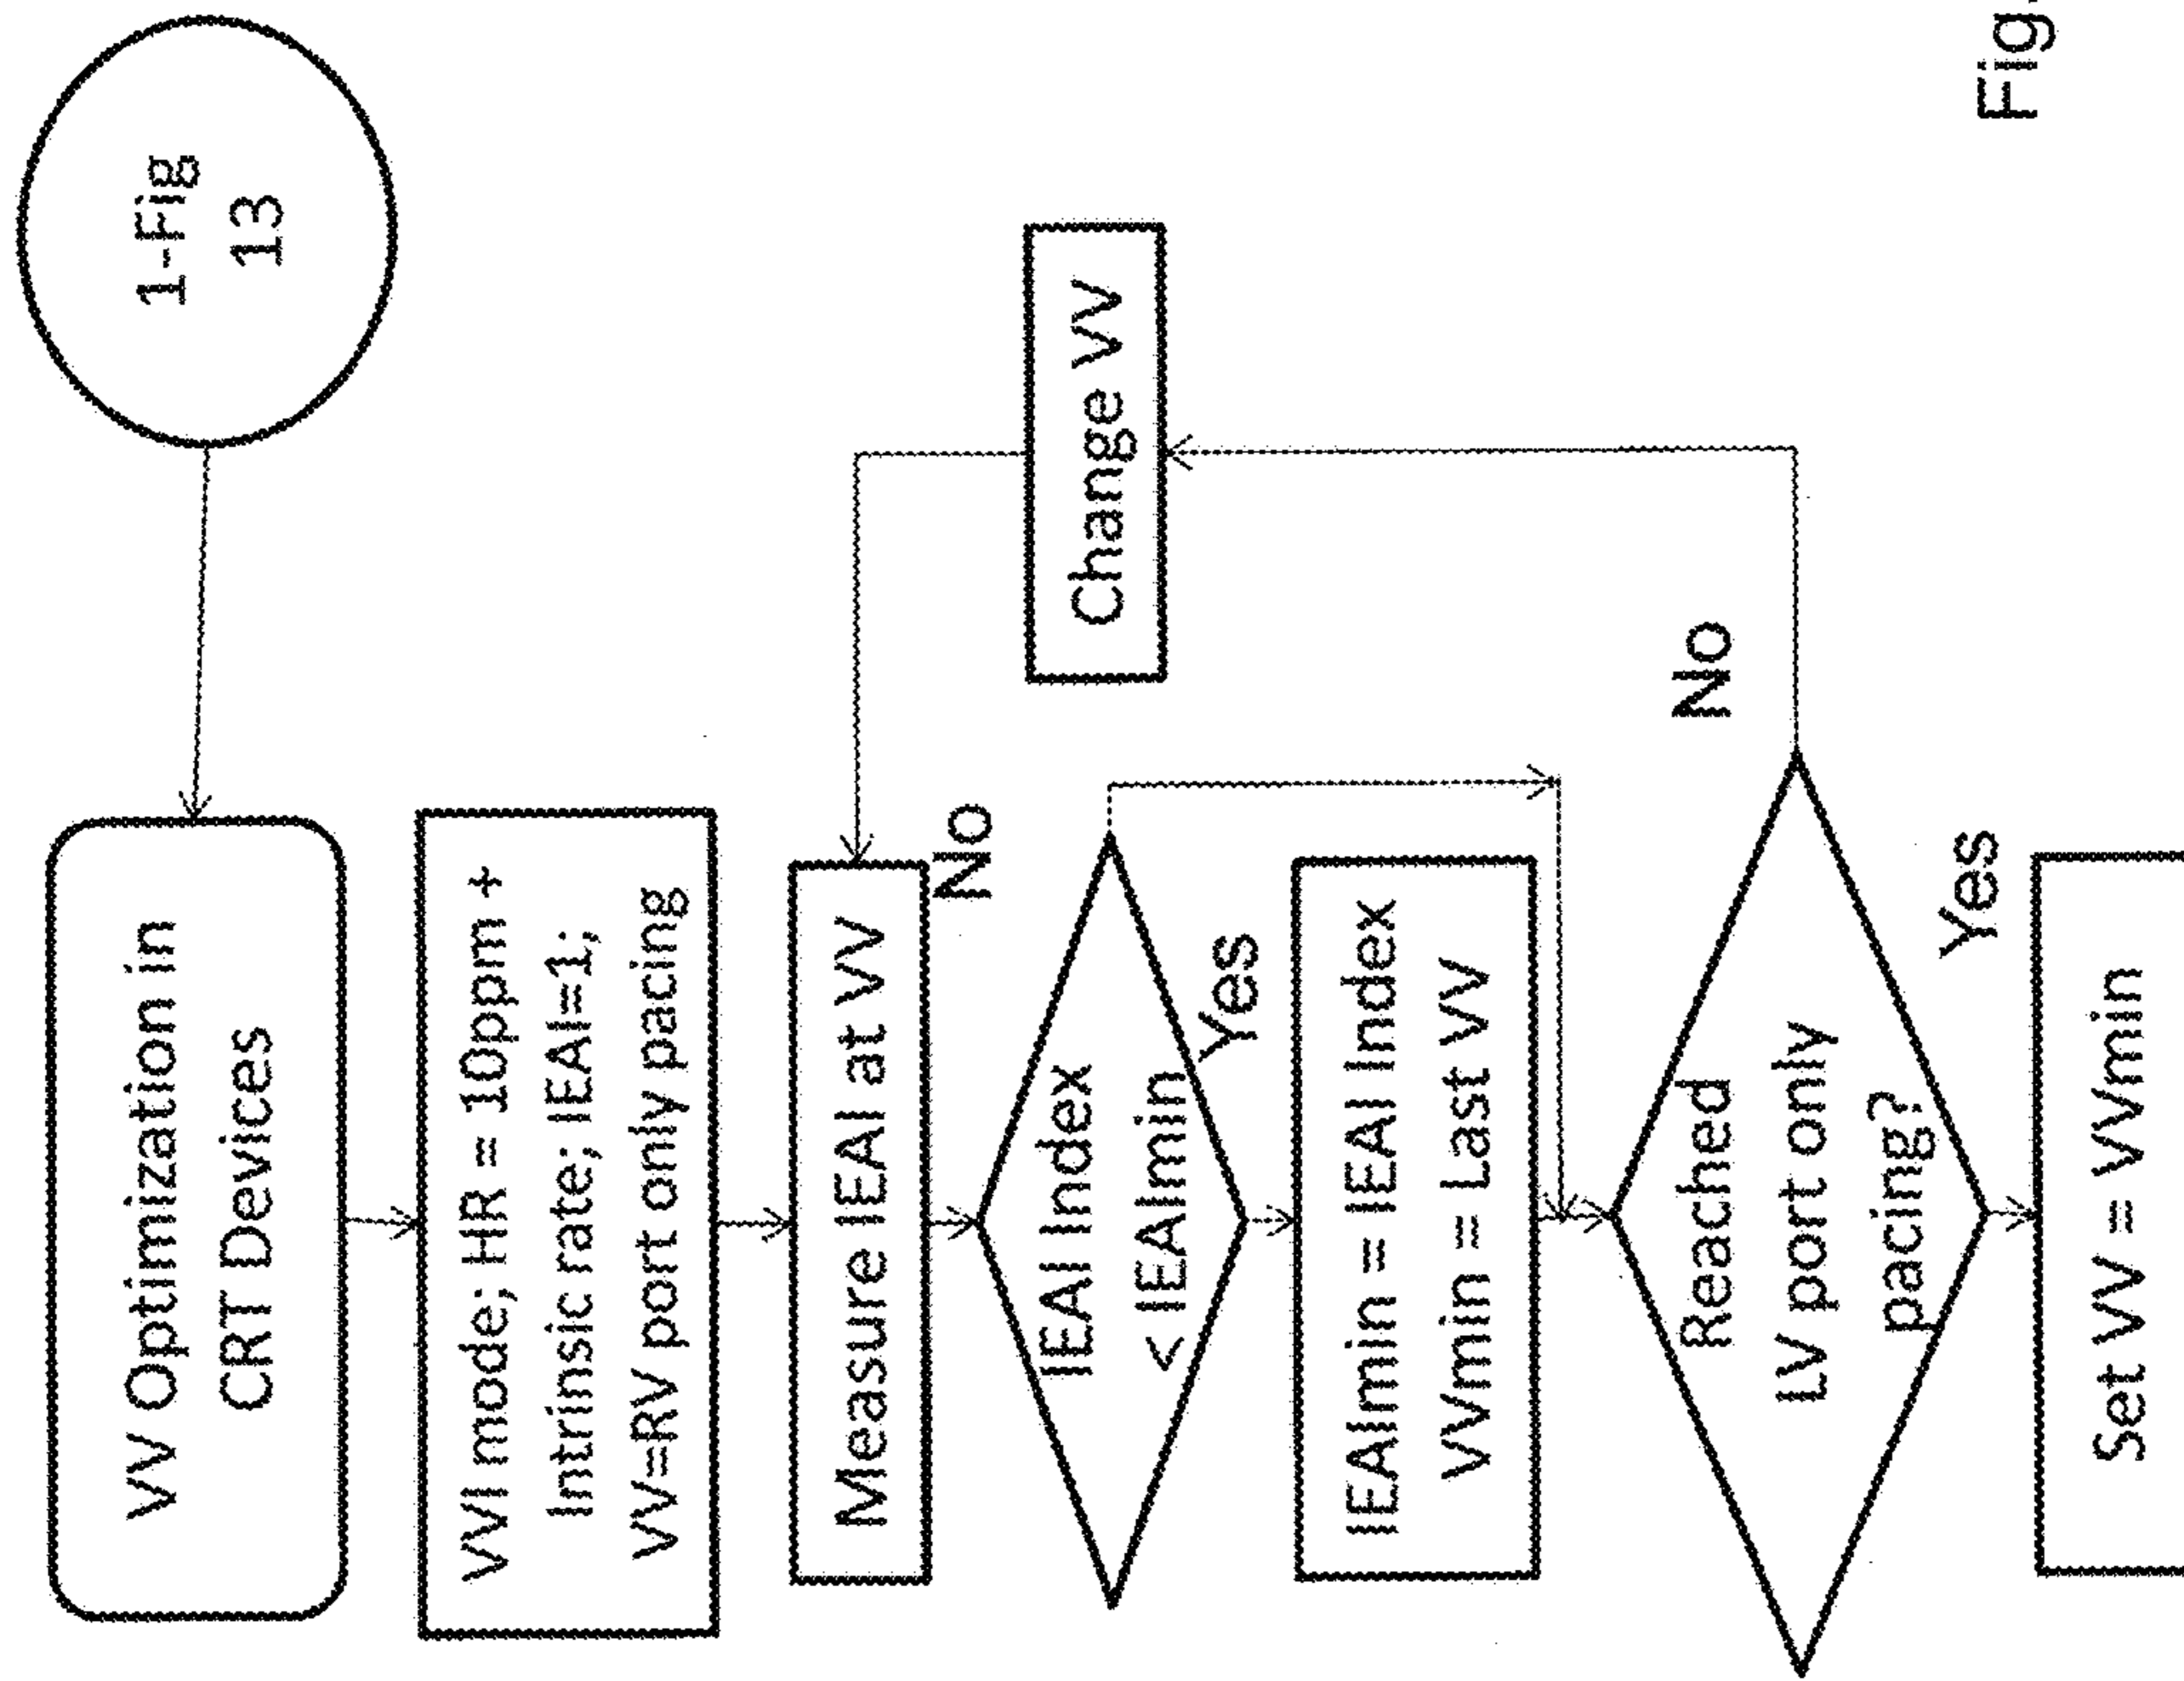 1-Fig
13
VV Optimization in
CRT Devices
VVI mode; HR = 10ppm +
Intrinsic rate; IEAI=1;
VV=RV port only pacing
Measure IEAI at VV
Change VV
No
IEAI Index
< IEAImin
Yes
IEAImin = IEAI Index
VVmin = Last VV
No
Reached
LV port only
pacing?
Yes
Set VV = VVmin
Fig.